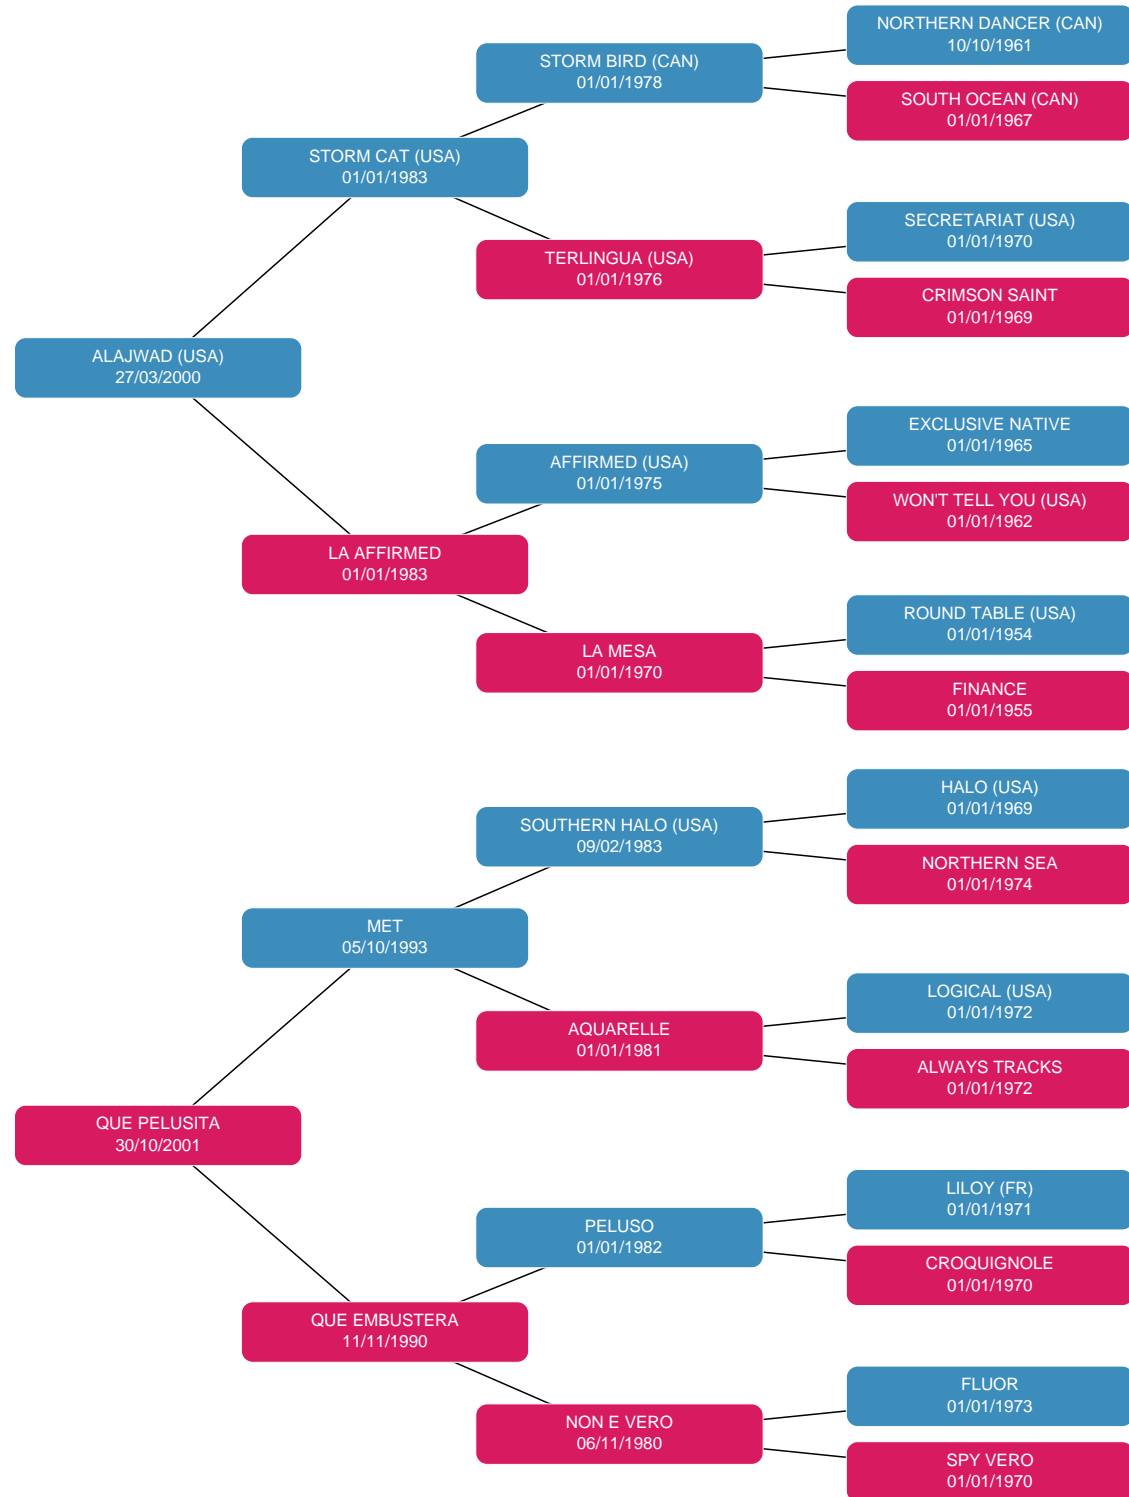 NORTHERN DANCER (CAN)
10/10/1961
STORM BIRD (CAN)
01/01/1978
SOUTH OCEAN (CAN)
01/01/1967
STORM CAT (USA)
01/01/1983
SECRETARIAT (USA)
01/01/1970
TERLINGUA (USA)
01/01/1976
CRIMSON SAINT
01/01/1969
ALAJWAD (USA)
27/03/2000
EXCLUSIVE NATIVE
01/01/1965
AFFIRMED (USA)
01/01/1975
WON'T TELL YOU (USA)
01/01/1962
LA AFFIRMED
01/01/1983
ROUND TABLE (USA)
01/01/1954
LA MESA
01/01/1970
FINANCE
01/01/1955
HALO (USA)
01/01/1969
SOUTHERN HALO (USA)
09/02/1983
NORTHERN SEA
01/01/1974
MET
05/10/1993
LOGICAL (USA)
01/01/1972
AQUARELLE
01/01/1981
ALWAYS TRACKS
01/01/1972
QUE PELUSITA
30/10/2001
LILOY (FR)
01/01/1971
PELUSO
01/01/1982
CROQUIGNOLE
01/01/1970
QUE EMBUSTERA
11/11/1990
FLUOR
01/01/1973
NON E VERO
06/11/1980
SPY VERO
01/01/1970